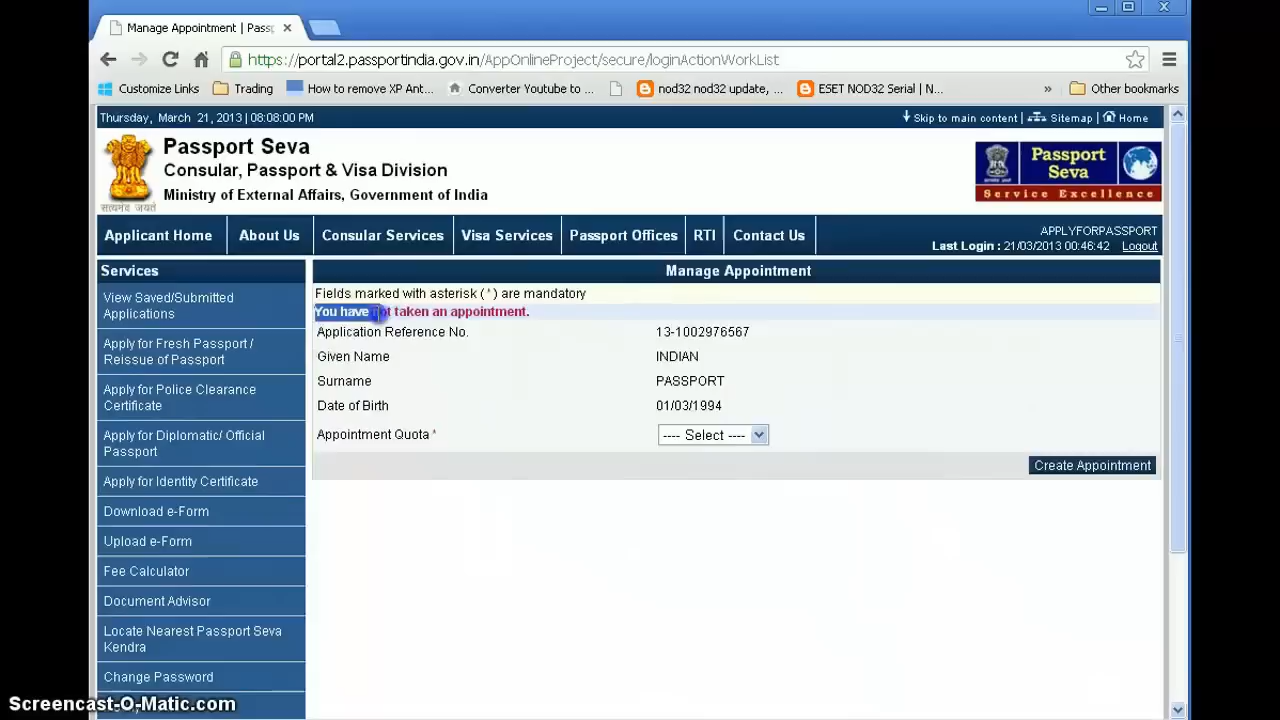 Manage Appointment | Pass
https://portal2.passportindia.gov.in/AppOnlineProject/secure/loginActionWorkList
Customize Links Trading How to remove XP Ant... Converter Youtube to ... nod32 nod32 update, ... ESET NOD32 Serial | N... » Other bookmarks
Thursday, March 21, 2013 | 08:08:00 PM Skip to main content | Sitemap | Home
सत्यमेव जयते
Passport Seva
Consular, Passport & Visa Division
Ministry of External Affairs, Government of India
Passport
Seva
Service Excellence
Applicant Home About Us Consular Services Visa Services Passport Offices RTI Contact Us
APPLYFORPASSPORT
Last Login : 21/03/2013 00:46:42 Logout
Services
View Saved/Submitted
Applications
Apply for Fresh Passport /
Reissue of Passport
Apply for Police Clearance
Certificate
Apply for Diplomatic/ Official
Passport
Apply for Identity Certificate
Download e-Form
Upload e-Form
Fee Calculator
Document Advisor
Locate Nearest Passport Seva
Kendra
Change Password
Manage Appointment
Fields marked with asterisk (*) are mandatory
You have not taken an appointment.
Application Reference No. 13-1002976567
Given Name INDIAN
Surname PASSPORT
Date of Birth 01/03/1994
Appointment Quota * ---- Select ----
Create Appointment
Screencast-O-Matic.com